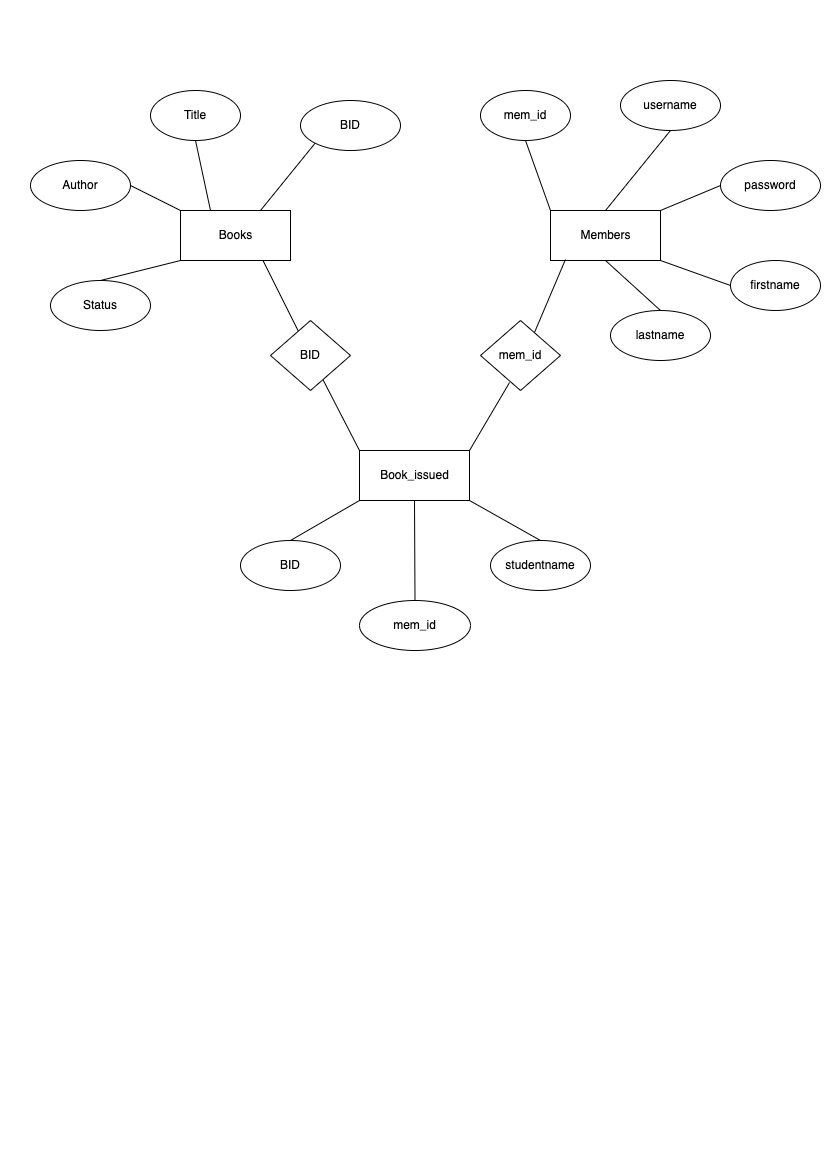 Title
BID
mem_id
username
Author
password
Books
Members
Status
firstname
lastname
BID
mem_id
Book_issued
BID
studentname
mem_id